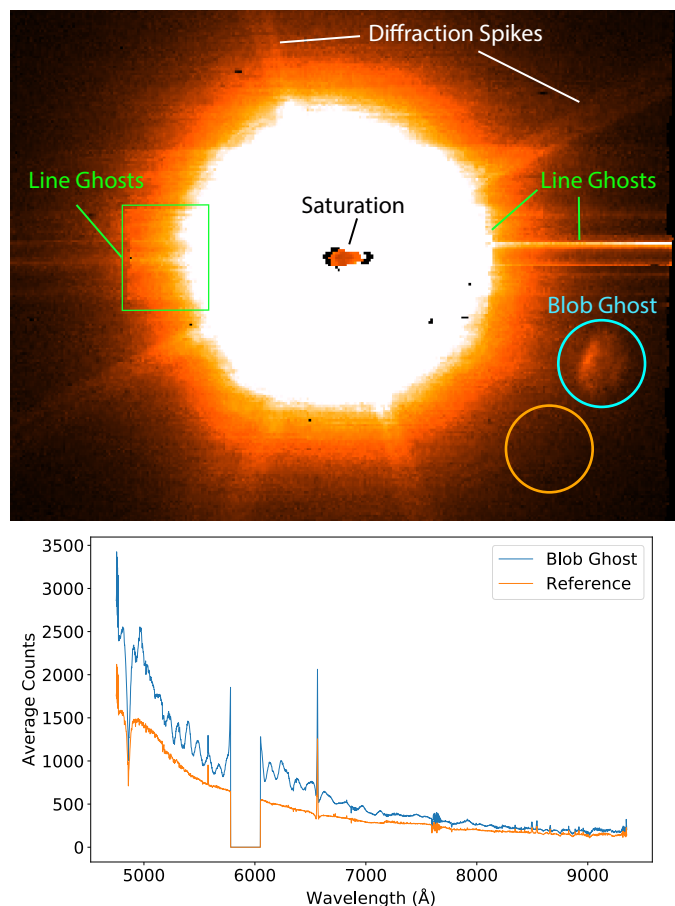 Diffraction Spikes
Line Ghosts
Line Ghosts
Saturation
Blob Ghost
3500
3000
2500
2000
1500
1000
500
0
Average Counts
Blob Ghost
Reference
5000
6000
7000
8000
9000
Wavelength (Å)